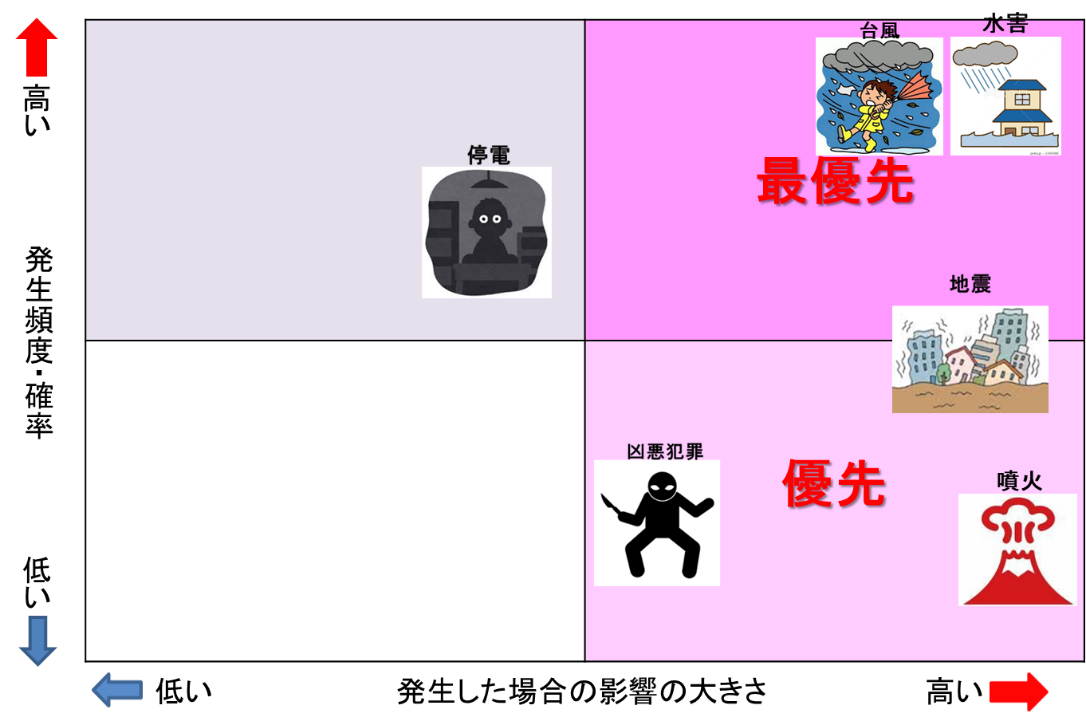 高い
台風
水害
停電
最優先
発生頻度・確率
地震
凶悪犯罪
優先
噴火
低い
低い
発生した場合の影響の大きさ
高い